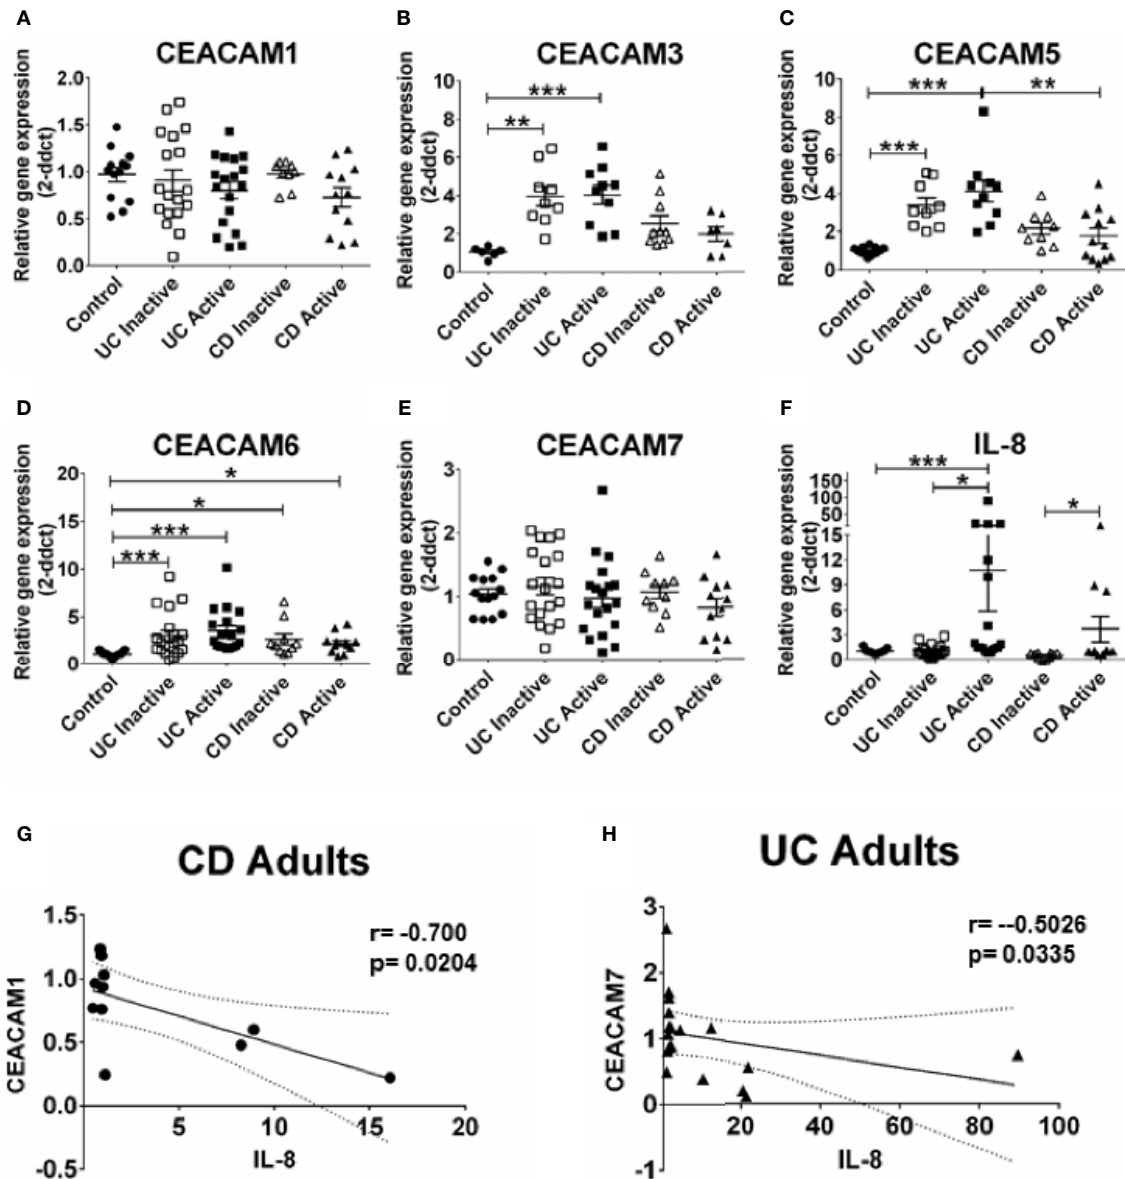 A
B
C
CEACAM1
CEACAM3
CEACAM5
Relative gene expression
(2-ddct)
2.0
1.5
1.0
0.5
0.0
Control
UC Inactive
UC Active
CD Inactive
CD Active
Relative gene expression
(2-ddct)
10
8
6
4
2
0
***
**
Control
UC Inactive
UC Active
CD Inactive
CD Active
Relative gene expression
(2-ddct)
10
8
6
4
2
0
***
**
***
Control
UC Inactive
UC Active
CD Inactive
CD Active
D
E
F
CEACAM6
CEACAM7
IL-8
Relative gene expression
(2-ddct)
20
15
10
5
0
*
*
***
***
Control
UC Inactive
UC Active
CD Inactive
CD Active
Relative gene expression
(2-ddct)
3
2
1
0
Control
UC Inactive
UC Active
CD Inactive
CD Active
Relative gene expression
(2-ddct)
150
100
50
15
12
9
6
3
0
***
*
*
Control
UC Inactive
UC Active
CD Inactive
CD Active
G
CD Adults
CEACAM1
1.5
1.0
0.5
0.0
-0.5
r= -0.700
p= 0.0204
5
10
15
20
IL-8
H
UC Adults
CEACAM7
3
2
1
0
-1
r= --0.5026
p= 0.0335
20
40
60
80
100
IL-8